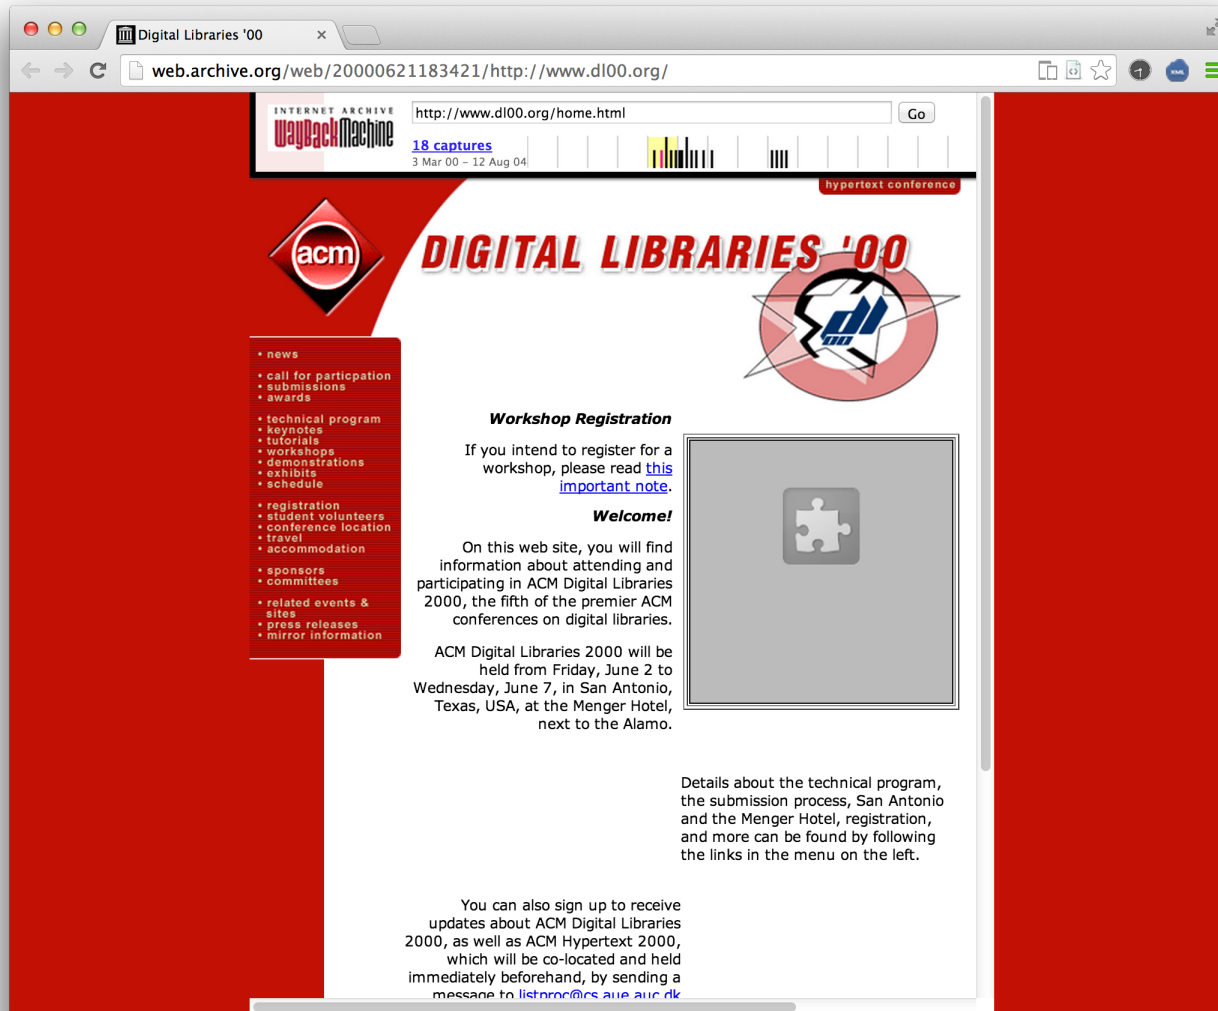 Digital Libraries '00
web.archive.org/web/20000621183421/http://www.dl00.org/
XML
INTERNET ARCHIVE
WayBackMachine
http://www.dl00.org/home.html
Go
18 captures
3 Mar 00 - 12 Aug 04
hypertext conference
acm
DIGITAL LIBRARIES '00
dl
00
• news
• call for particpation
• submissions
• awards
• technical program
• keynotes
• tutorials
• workshops
• demonstrations
• exhibits
• schedule
• registration
• student volunteers
• conference location
• travel
• accommodation
• sponsors
• committees
• related events &
sites
• press releases
• mirror information
Workshop Registration
If you intend to register for a
workshop, please read this
important note.
Welcome!
On this web site, you will find
information about attending and
participating in ACM Digital Libraries
2000, the fifth of the premier ACM
conferences on digital libraries.
ACM Digital Libraries 2000 will be
held from Friday, June 2 to
Wednesday, June 7, in San Antonio,
Texas, USA, at the Menger Hotel,
next to the Alamo.
Details about the technical program,
the submission process, San Antonio
and the Menger Hotel, registration,
and more can be found by following
the links in the menu on the left.
You can also sign up to receive
updates about ACM Digital Libraries
2000, as well as ACM Hypertext 2000,
which will be co-located and held
immediately beforehand, by sending a
message to listproc@cs.aue.auc.dk